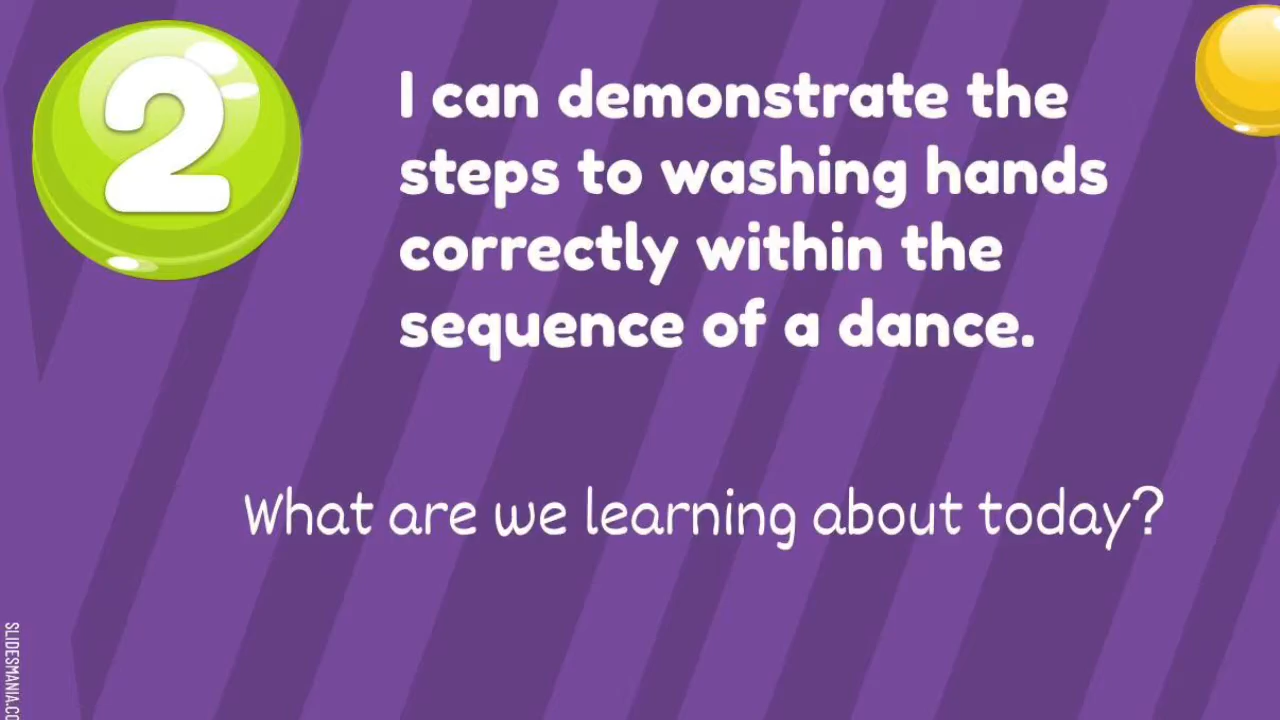 2
I can demonstrate the
steps to washing hands
correctly within the
sequence of a dance.
What are we learning about today?
SLIDESMANIA.CO